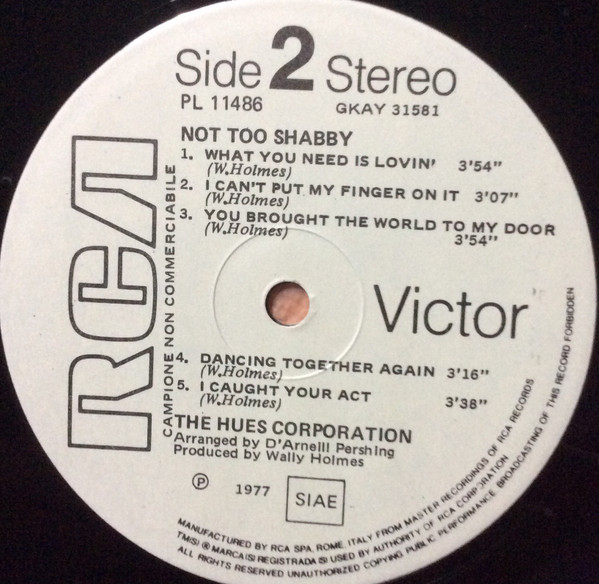 Side 2 Stereo
PL 11486 GKAY 31581
NOT TOO SHABBY
1. WHAT YOU NEED IS LOVIN' 3'54"
(W.Holmes)
2. I CAN'T PUT MY FINGER ON IT 3'07"
(W.Holmes)
3. YOU BROUGHT THE WORLD TO MY DOOR
(W.Holmes) 3'54"
RCA
CAMPIONE NON COMMERCIABILE
Victor
4. DANCING TOGETHER AGAIN 3'16"
(W.Holmes)
5. I CAUGHT YOUR ACT
(W.Holmes) 3'38"
THE HUES CORPORATION
Arranged by D'Arneill Pershing
Produced by Wally Holmes
Ⓟ 1977 SIAE
MANUFACTURED BY RCA SPA, ROME, ITALY FROM MASTER RECORDINGS OF RCA RECORDS
TM(S) ® MARCA(S) REGISTRADA(S) USED BY AUTHORITY OF RCA CORPORATION
ALL RIGHTS RESERVED UNAUTHORIZED COPYING PUBLIC PERFORMANCE BROADCASTING OF THIS RECORD FORBIDDEN